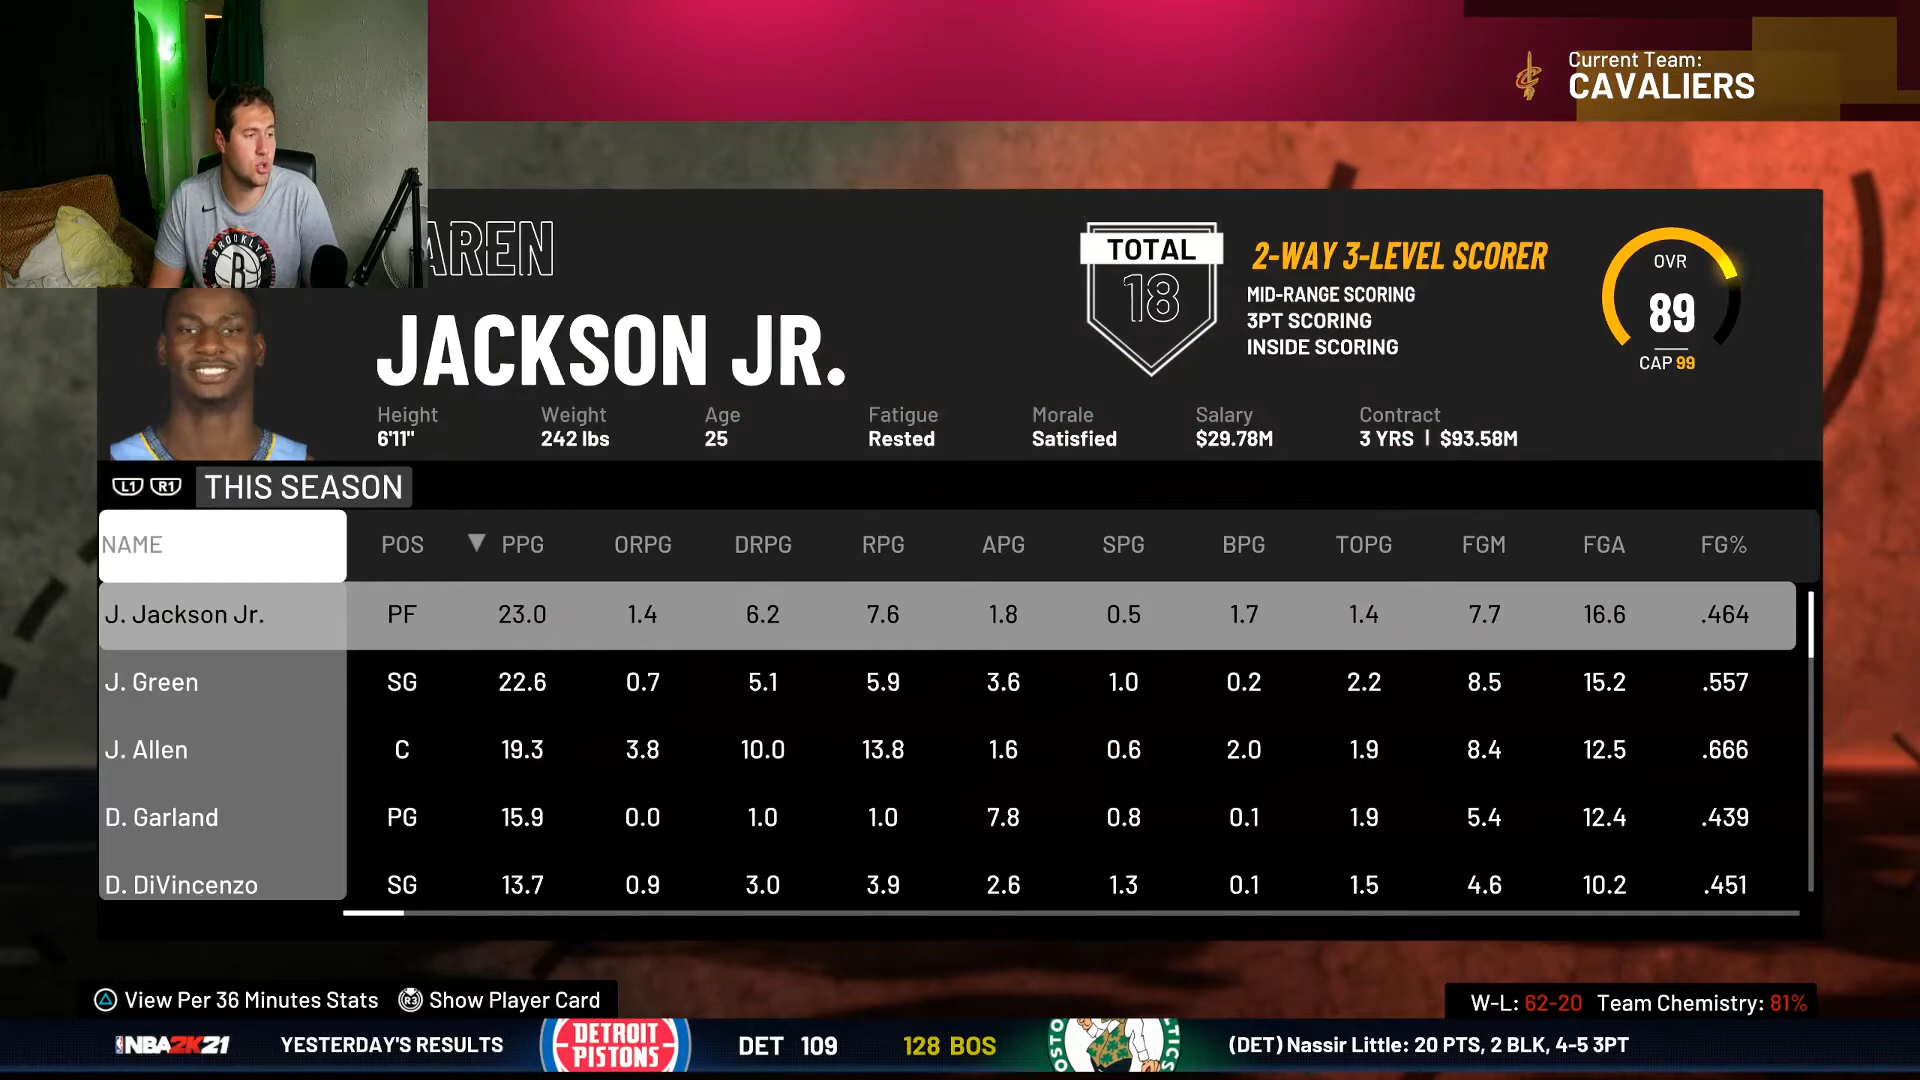 Current Team:
CAVALIERS
BROOKLYN
B
AREN
JACKSON JR.
TOTAL
18
2-WAY 3-LEVEL SCORER
MID-RANGE SCORING
3PT SCORING
INSIDE SCORING
OVR
89
CAP 99
Height Weight Age Fatigue Morale Salary Contract
6'11" 242 lbs 25 Rested Satisfied $29.78M 3 YRS | $93.58M
L1 R1 THIS SEASON
NAME POS ▼ PPG ORPG DRPG RPG APG SPG BPG TOPG FGM FGA FG%
J. Jackson Jr. PF 23.0 1.4 6.2 7.6 1.8 0.5 1.7 1.4 7.7 16.6 .464
J. Green SG 22.6 0.7 5.1 5.9 3.6 1.0 0.2 2.2 8.5 15.2 .557
J. Allen C 19.3 3.8 10.0 13.8 1.6 0.6 2.0 1.9 8.4 12.5 .666
D. Garland PG 15.9 0.0 1.0 1.0 7.8 0.8 0.1 1.9 5.4 12.4 .439
D. DiVincenzo SG 13.7 0.9 3.0 3.9 2.6 1.3 0.1 1.5 4.6 10.2 .451
View Per 36 Minutes Stats R3 Show Player Card
W-L: 62-20 Team Chemistry: 81%
NBA2K21 YESTERDAY'S RESULTS DETROIT PISTONS DET 109 128 BOS (DET) Nassir Little: 20 PTS, 2 BLK, 4-5 3PT